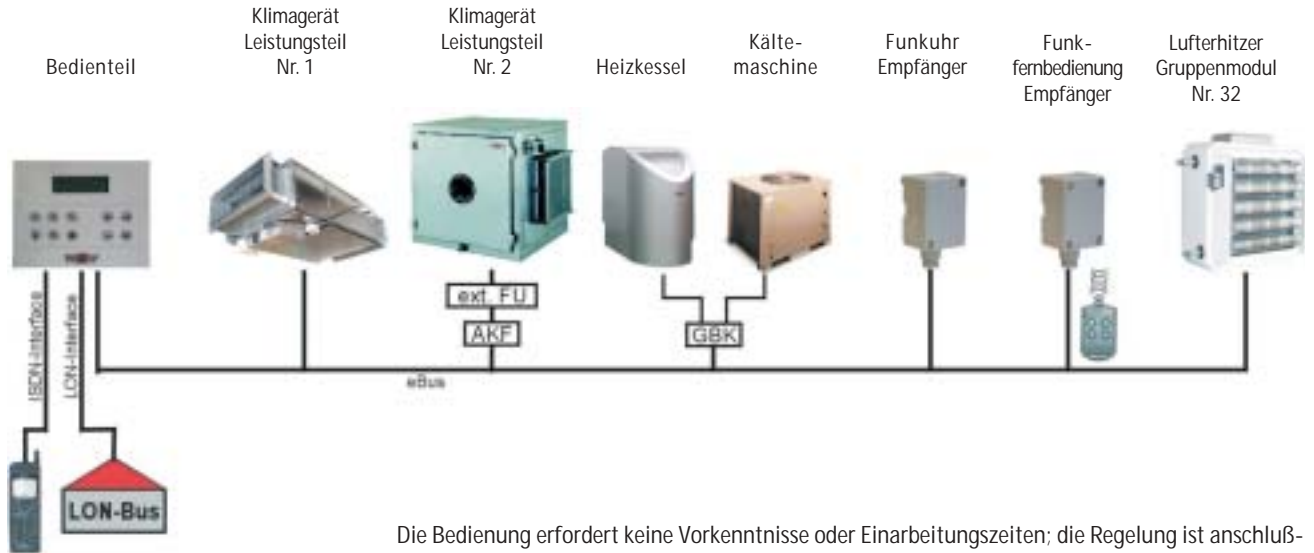 Bedienteil
Klimagerät
Leistungsteil
Nr. 1
Klimagerät
Leistungsteil
Nr. 2
Heizkessel
Kälte-
maschine
Funkuhr
Empfänger
Funk-
fernbedienung
Empfänger
Lufterhitzer
Gruppenmodul
Nr. 32
ext. FU
AKF
GBK
eBus
ISDN-Interface
LON-Interface
LON-Bus
Die Bedienung erfordert keine Vorkenntnisse oder Einarbeitungszeiten; die Regelung ist anschluß-